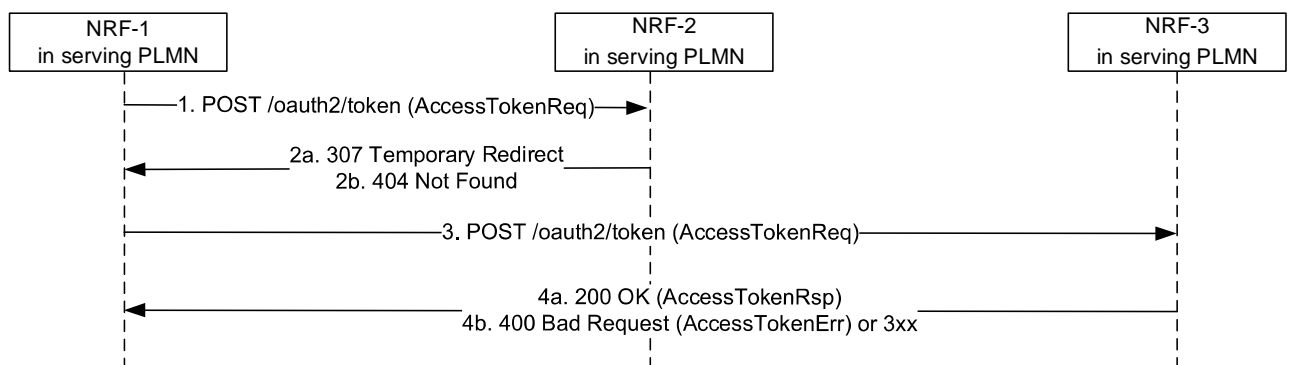 NRF-1
in serving PLMN
NRF-2
in serving PLMN
NRF-3
in serving PLMN
1. POST /oauth2/token (AccessTokenReq)
2a. 307 Temporary Redirect
2b. 404 Not Found
3. POST /oauth2/token (AccessTokenReq)
4a. 200 OK (AccessTokenRsp)
4b. 400 Bad Request (AccessTokenErr) or 3xx